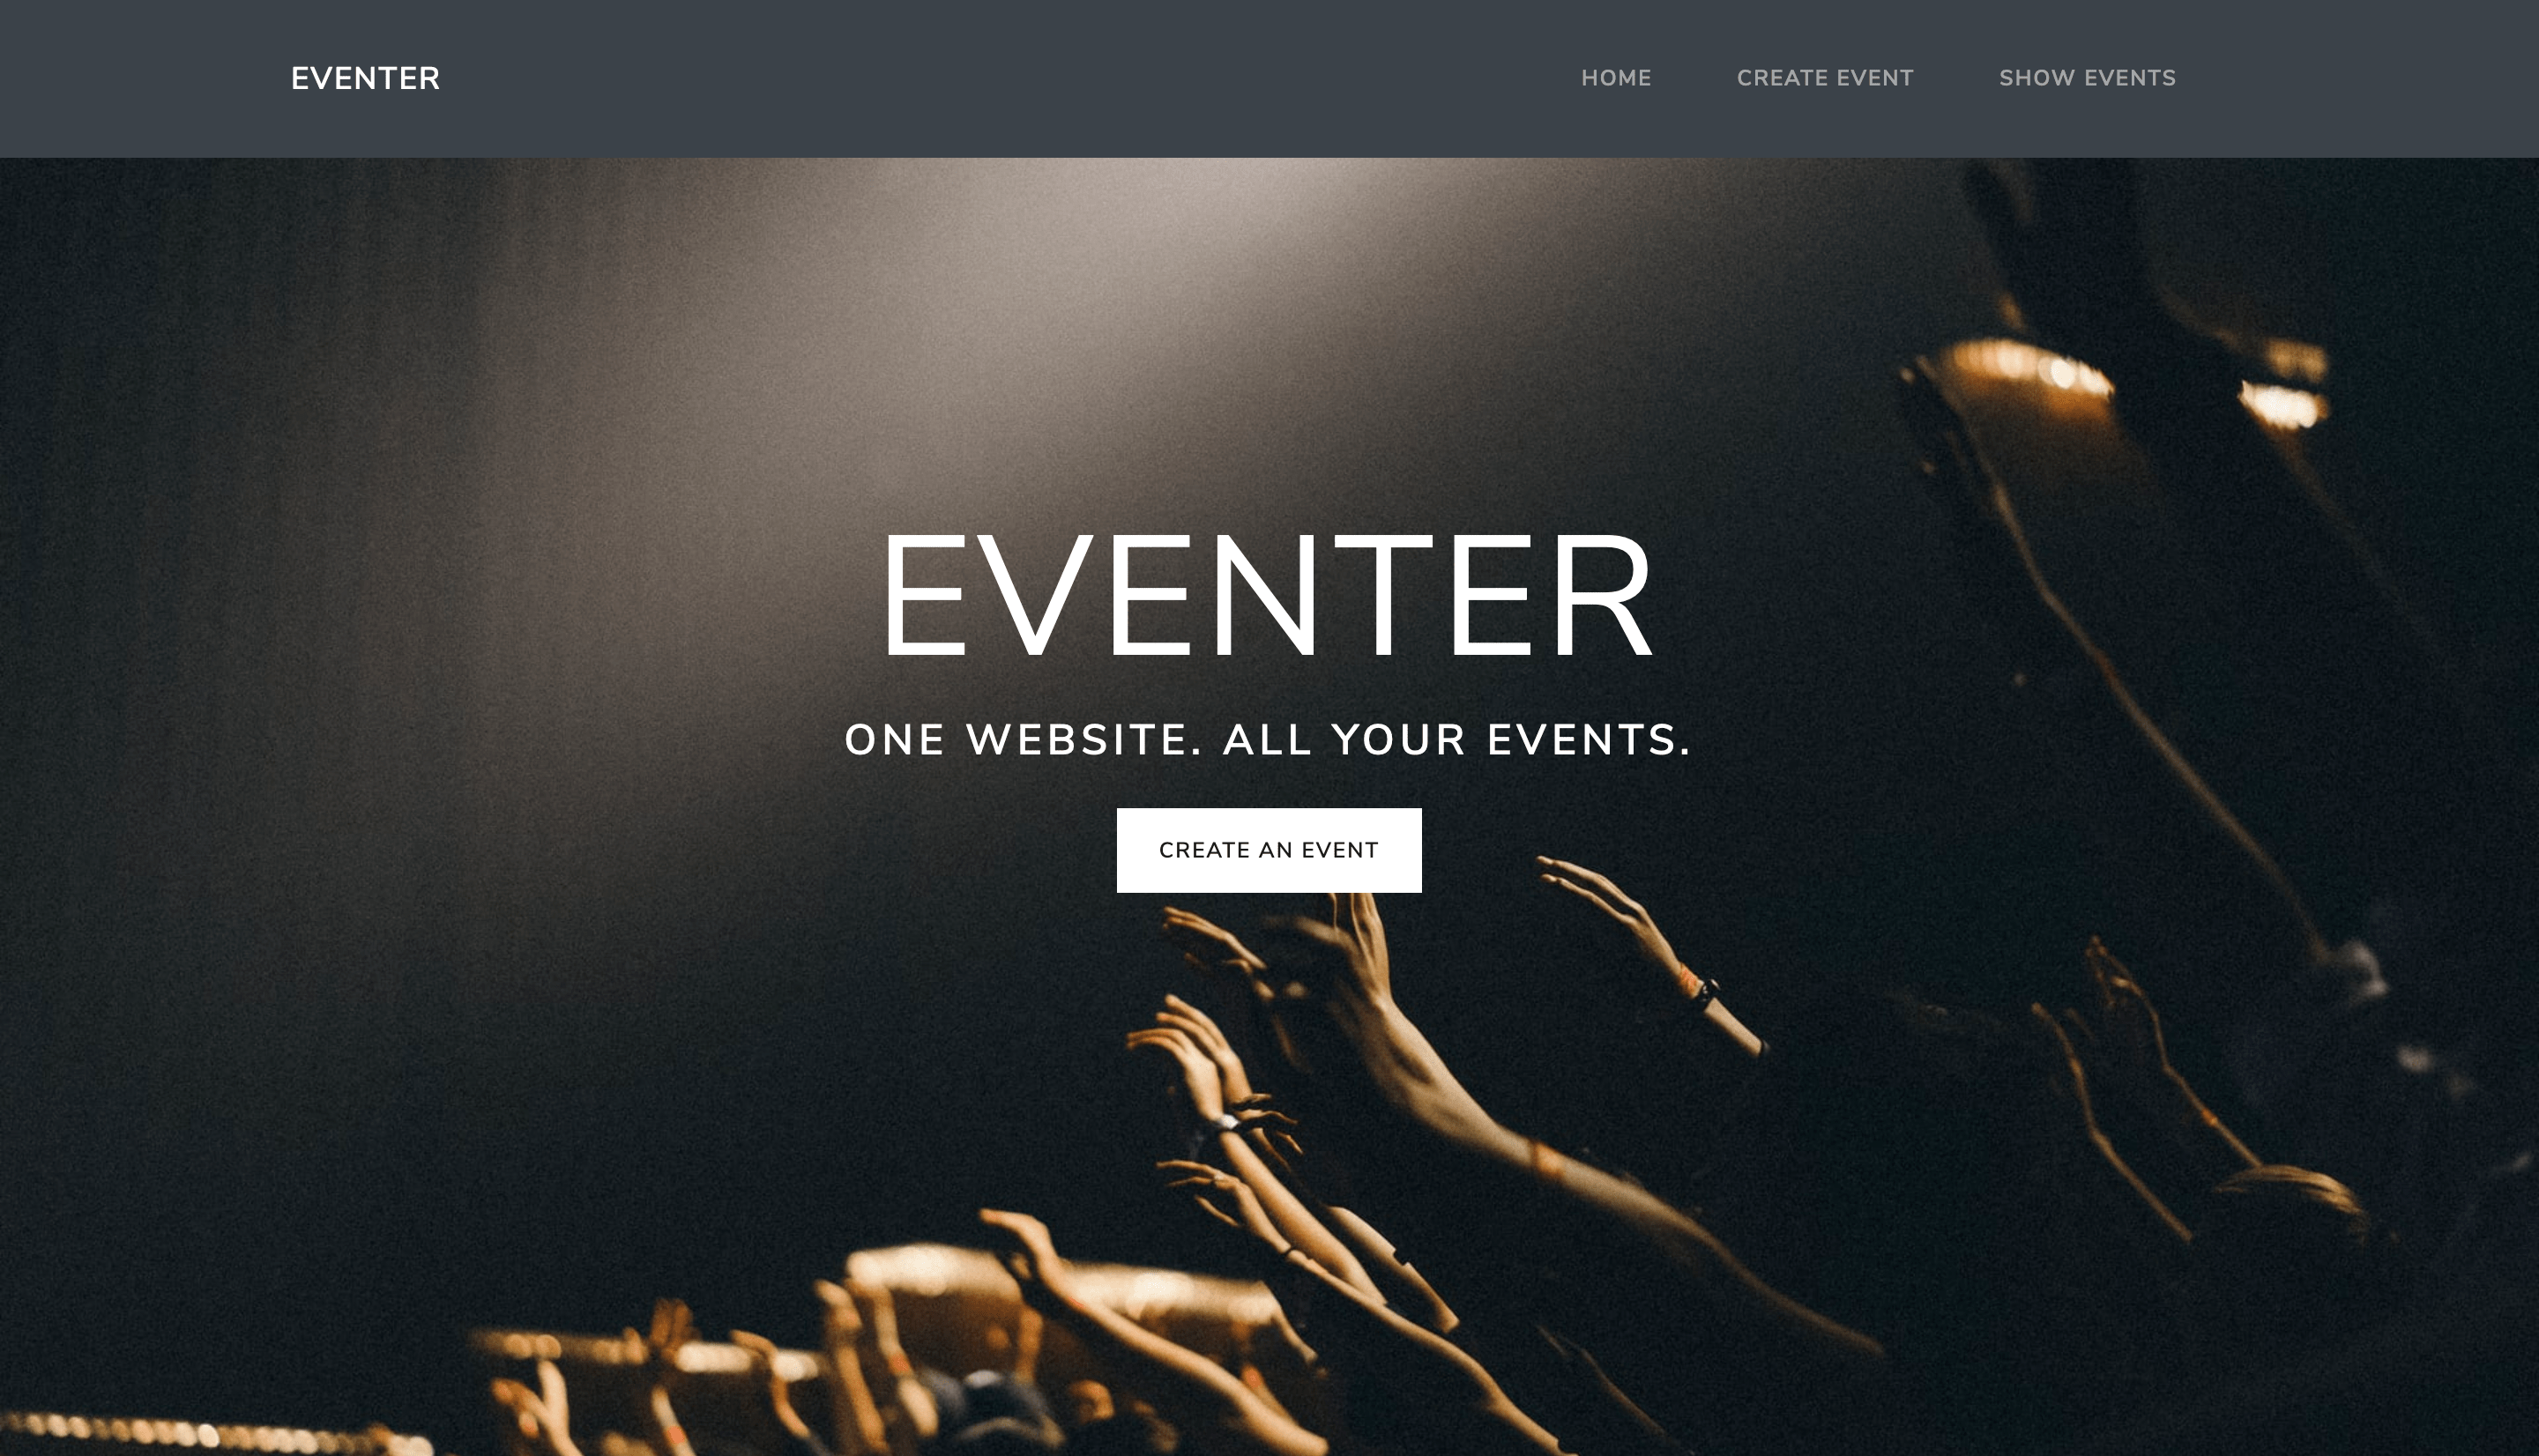 EVENTER
HOME CREATE EVENT SHOW EVENTS
EVENTER
ONE WEBSITE. ALL YOUR EVENTS.
CREATE AN EVENT